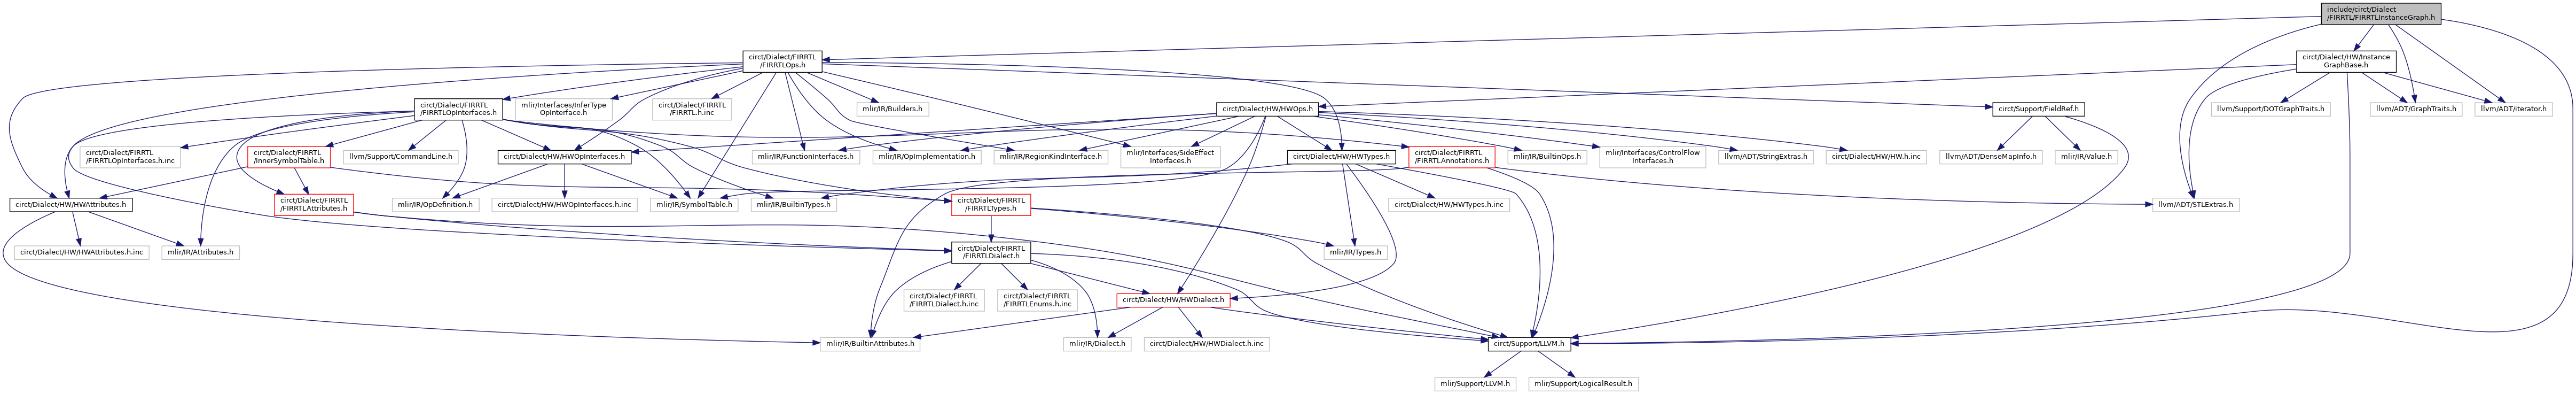 include/circt/Dialect
/FIRRTL/FIRRTLInstanceGraph.h
circt/Dialect/FIRRTL
/FIRRTLOps.h
circt/Dialect/HW/Instance
GraphBase.h
circt/Dialect/FIRRTL
/FIRRTLOpInterfaces.h
mlir/Interfaces/InferType
OpInterface.h
circt/Dialect/FIRRTL
/FIRRTL.h.inc
mlir/IR/Builders.h
circt/Dialect/HW/HWOps.h
circt/Support/FieldRef.h
llvm/Support/DOTGraphTraits.h
llvm/ADT/GraphTraits.h
llvm/ADT/iterator.h
circt/Dialect/FIRRTL
/FIRRTLOpInterfaces.h.inc
circt/Dialect/FIRRTL
/InnerSymbolTable.h
llvm/Support/CommandLine.h
circt/Dialect/HW/HWOpInterfaces.h
mlir/IR/FunctionInterfaces.h
mlir/IR/OpImplementation.h
mlir/IR/RegionKindInterface.h
mlir/Interfaces/SideEffect
Interfaces.h
circt/Dialect/HW/HWTypes.h
circt/Dialect/FIRRTL
/FIRRTLAnnotations.h
mlir/IR/BuiltinOps.h
mlir/Interfaces/ControlFlow
Interfaces.h
llvm/ADT/StringExtras.h
circt/Dialect/HW/HW.h.inc
llvm/ADT/DenseMapInfo.h
mlir/IR/Value.h
circt/Dialect/HW/HWAttributes.h
circt/Dialect/FIRRTL
/FIRRTLAttributes.h
mlir/IR/OpDefinition.h
circt/Dialect/HW/HWOpInterfaces.h.inc
mlir/IR/SymbolTable.h
mlir/IR/BuiltinTypes.h
circt/Dialect/FIRRTL
/FIRRTLTypes.h
circt/Dialect/HW/HWTypes.h.inc
llvm/ADT/STLExtras.h
circt/Dialect/HW/HWAttributes.h.inc
mlir/IR/Attributes.h
circt/Dialect/FIRRTL
/FIRRTLDialect.h
mlir/IR/Types.h
circt/Dialect/FIRRTL
/FIRRTLDialect.h.inc
circt/Dialect/FIRRTL
/FIRRTLEnums.h.inc
circt/Dialect/HW/HWDialect.h
mlir/IR/BuiltinAttributes.h
mlir/IR/Dialect.h
circt/Dialect/HW/HWDialect.h.inc
circt/Support/LLVM.h
mlir/Support/LLVM.h
mlir/Support/LogicalResult.h